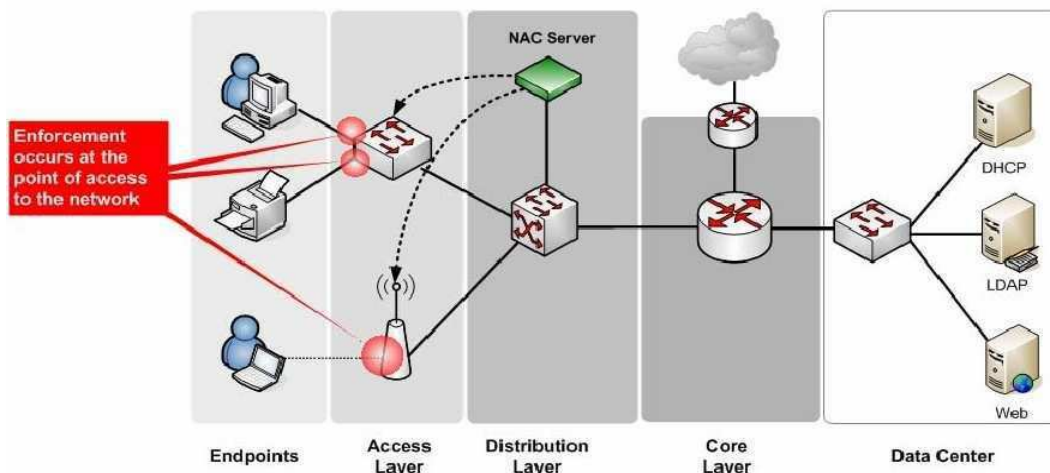 NAC Server
Enforcement
occurs at the
point of access
to the network
DHCP
LDAP
Web
Endpoints
Access
Layer
Distribution
Layer
Core
Layer
Data Center